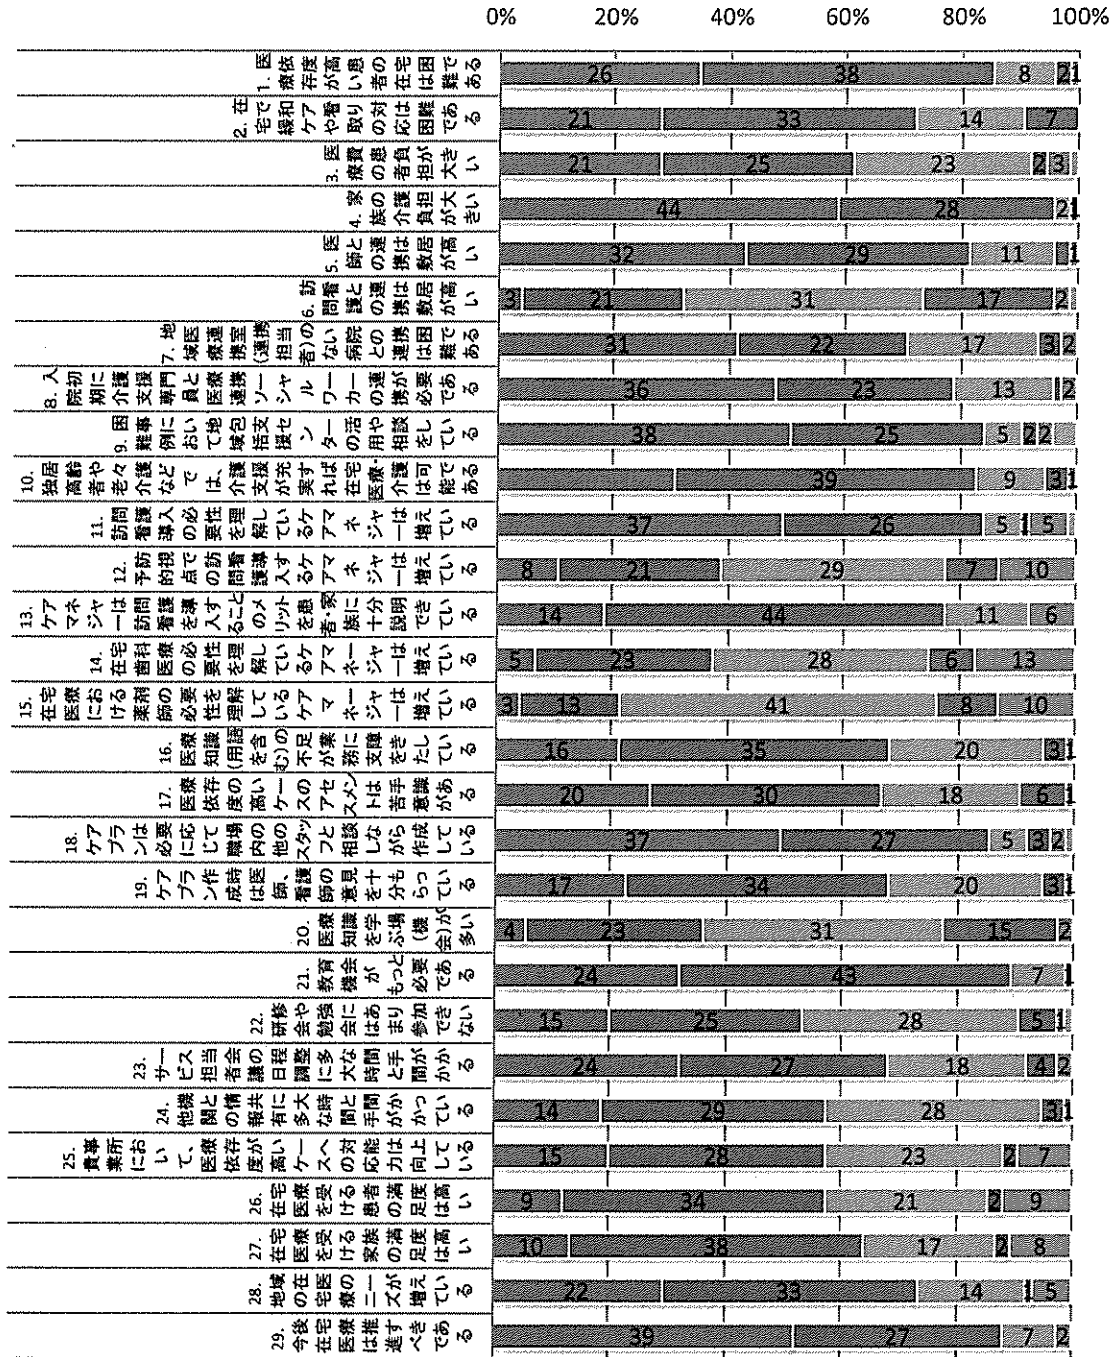 0% 20% 40% 60% 80% 100%
1. 医療依存度が高い患者の在宅は困難である 26 38 8 2 1
2. 在宅で緩和ケアや看取りの対応は困難である 21 33 14 7
3. 医療費の患者負担が大きい 21 25 23 2 3
4. 家族の介護負担が大きい 44 28 2 1
5. 医師との連携は敷居が高い 32 29 11 1
6. 訪問看護との連携は敷居が高い 3 21 31 17 2
7. 地域医療連携室(連携担当者)のない病院との連携は困難である 31 22 17 3 2
8. 入院初期に介護支援専門員と医療連携ソーシャルワーカーの連携が必要である 36 23 13 2
9. 困難事例において地域包括支援センターの活用や相談をしている 38 25 5 2 2
10. 独居高齢者や老々介護などでは、介護支援が充実すれば在宅医療・介護は可能である 39 9 3 1
11. 訪問看護導入の必要性を理解しているケアマネジャーは増えている 37 26 5 1 5
12. 予防的視点での訪問看護導入するケアマネジャーは増えている 8 21 29 7 10
13. ケアマネジャーは訪問看護を導入することのメリットを患者・家族に十分説明できている 14 44 11 6
14. 在宅歯科医療の必要性を理解しているケアマネージャーは増えている 5 23 28 6 13
15. 在宅医療における薬剤師の必要性を理解しているケアマネージャーは増えている 3 13 41 8 10
16. 医療知識(用語を含む)の不足が業務に支障をきたしている 16 35 20 3 1
17. 医療依存度の高いケースのアセスメントは苦手意識がある 20 30 18 6 1
18. ケアプランは必要に応じて職場内の他のスタッフと相談しながら作成している 37 27 5 3 2
19. ケアプラン作成時は医師、看護師の意見を十分もらっている 17 34 20 3 1
20. 医療知識を学ぶ場(機会)が多い 4 23 31 15 2
21. 教育機会がもっと必要である 24 43 7 1
22. 研修会や勉強会にはあまり参加できない 15 25 28 5 1
23. サービス担当者会議の日程調整に多大な時間と手間がかかる 24 27 18 4 2
24. 他機関との情報共有に多大な時間と手間がかかっている 14 29 28 3 1
25. 貴事業所において、医療依存度が高いケースへの対応能力は向上している 15 28 23 2 7
26. 在宅医療を受ける患者の満足度は高い 9 34 21 2 9
27. 在宅医療を受ける家族の満足度は高い 10 38 17 2 8
28. 地域の在宅医療のニーズが増えている 22 33 14 1 5
29. 今後在宅医療は推進すべきである 39 27 7 2